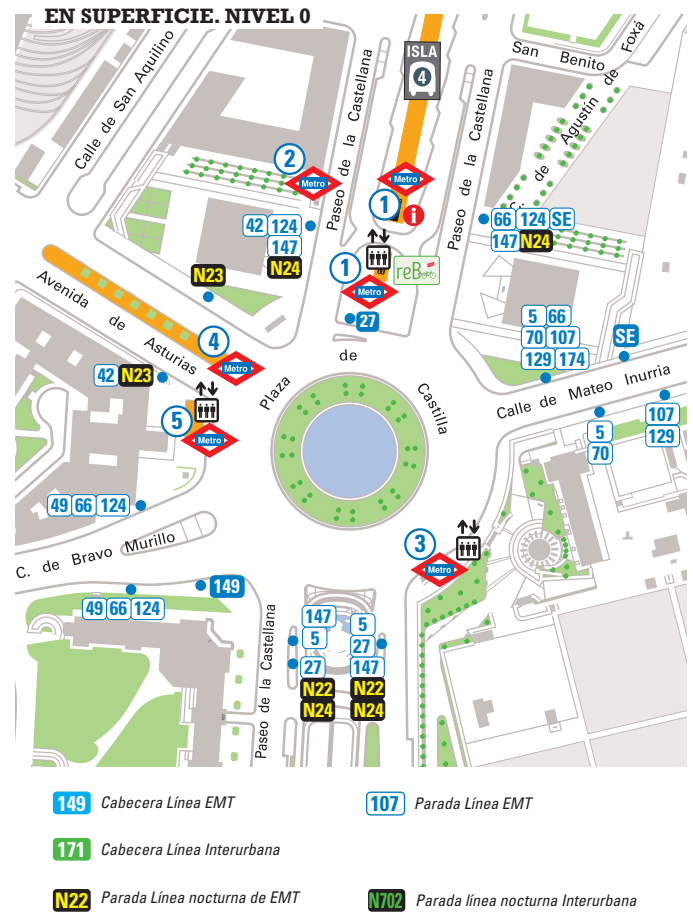 EN SUPERFICIE. NIVEL 0
Calle de San Aquilino
Paseo de la Castellana
ISLA
4
Paseo de la Castellana
San Benito
C. de Agustín de Foxá
2
Metro
Metro
1
i
42 124
147
N24
66 124 SE
147 N24
N23
1
reBici
Metro
27
Avenida de Asturias
4
Metro
5 66
70 107
129 174
SE
Calle de Mateo Inurria
42 N23
5
Metro
Plaza de Castilla
5
70
107
129
49 66 124
C. de Bravo Murillo
3
Metro
149
49 66 124
Paseo de la Castellana
147
5
27
N22
N24
5
27
147
N22
N24
149 Cabecera Línea EMT
107 Parada Línea EMT
171 Cabecera Línea Interurbana
N22 Parada Línea nocturna de EMT
N702 Parada línea nocturna Interurbana